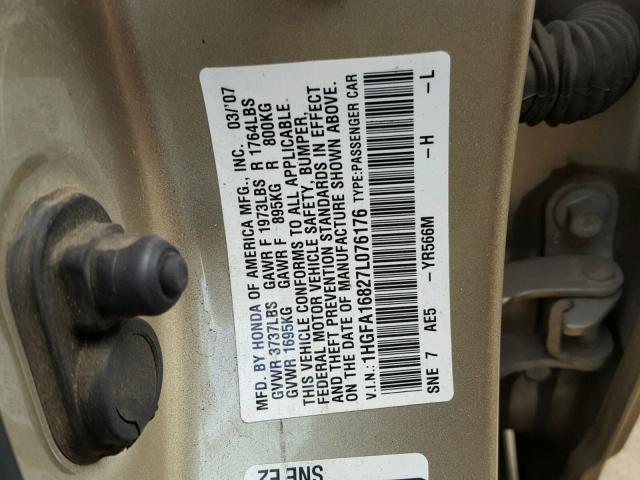 MFD. BY HONDA OF AMERICA MFG., INC. 03/'07
GVWR 3737LBS GAWR F 1973LBS R 1764LBS
GVWR 1695KG GAWR F 895KG R 800KG
THIS VEHICLE CONFORMS TO ALL APPLICABLE
FEDERAL MOTOR VEHICLE SAFETY, BUMPER,
AND THEFT PREVENTION STANDARDS IN EFFECT
ON THE DATE OF MANUFACTURE SHOWN ABOVE.
V.I.N.:1HGFA16827L076176 TYPE:PASSENGER CAR
SNE 7 AE5 - YR566M -H -L
SNE EZ